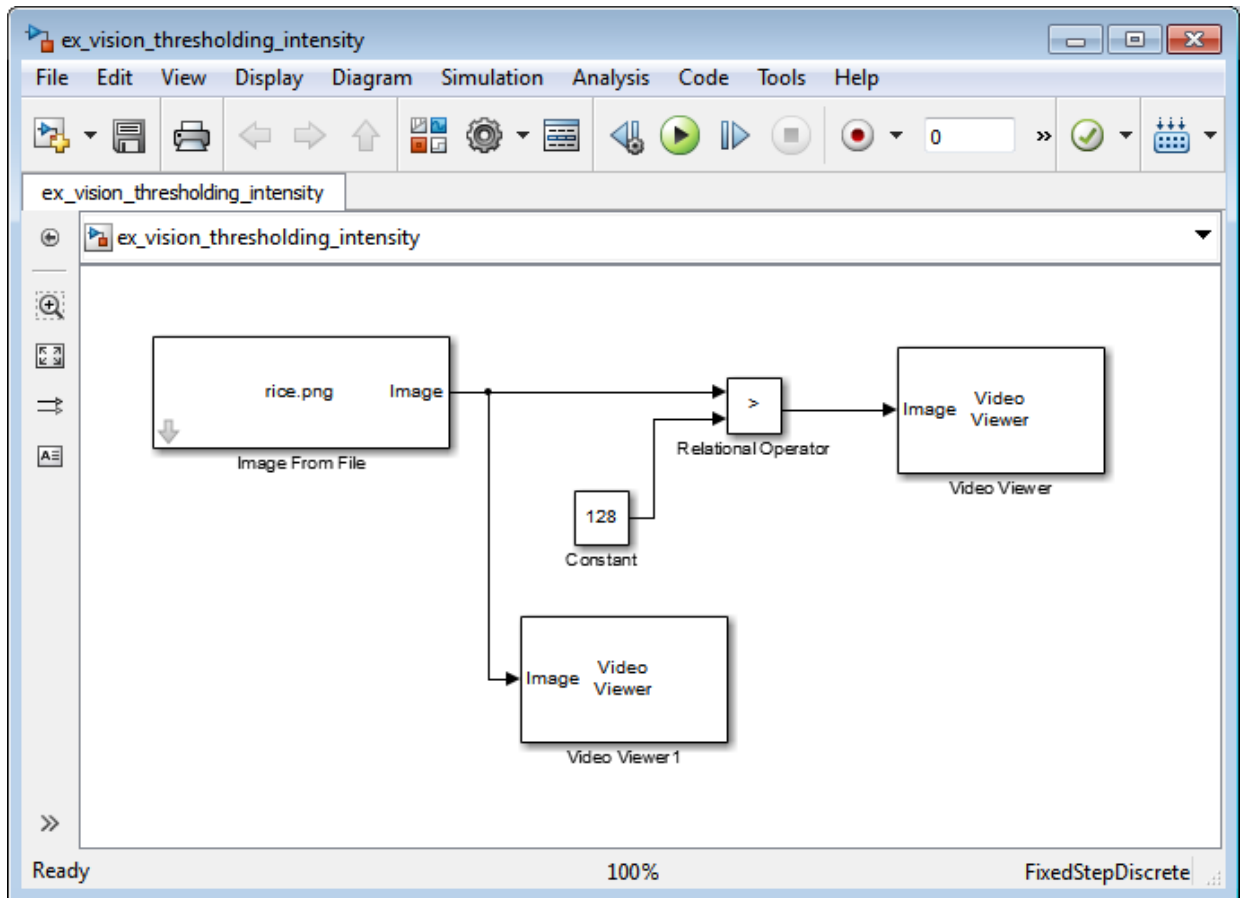 ex_vision_thresholding_intensity
File Edit View Display Diagram Simulation Analysis Code Tools Help
0 »
ex_vision_thresholding_intensity
ex_vision_thresholding_intensity
rice.png Image
Image From File
>
Relational Operator
Image Video
Viewer
Video Viewer
128
Constant
Image Video
Viewer
Video Viewer1
Ready 100% FixedStepDiscrete